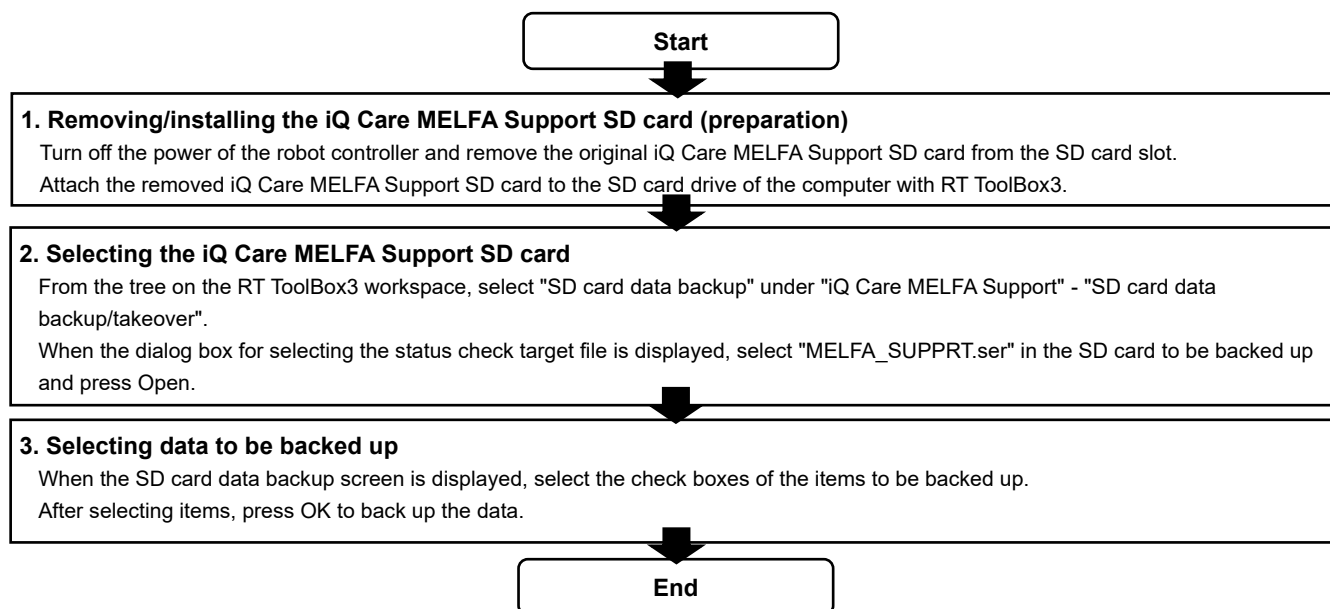 Start
1. Removing/installing the iQ Care MELFA Support SD card (preparation)
Turn off the power of the robot controller and remove the original iQ Care MELFA Support SD card from the SD card slot.
Attach the removed iQ Care MELFA Support SD card to the SD card drive of the computer with RT ToolBox3.
2. Selecting the iQ Care MELFA Support SD card
From the tree on the RT ToolBox3 workspace, select "SD card data backup" under "iQ Care MELFA Support" - "SD card data
backup/takeover".
When the dialog box for selecting the status check target file is displayed, select "MELFA_SUPPRT.ser" in the SD card to be backed up
and press Open.
3. Selecting data to be backed up
When the SD card data backup screen is displayed, select the check boxes of the items to be backed up.
After selecting items, press OK to back up the data.
End